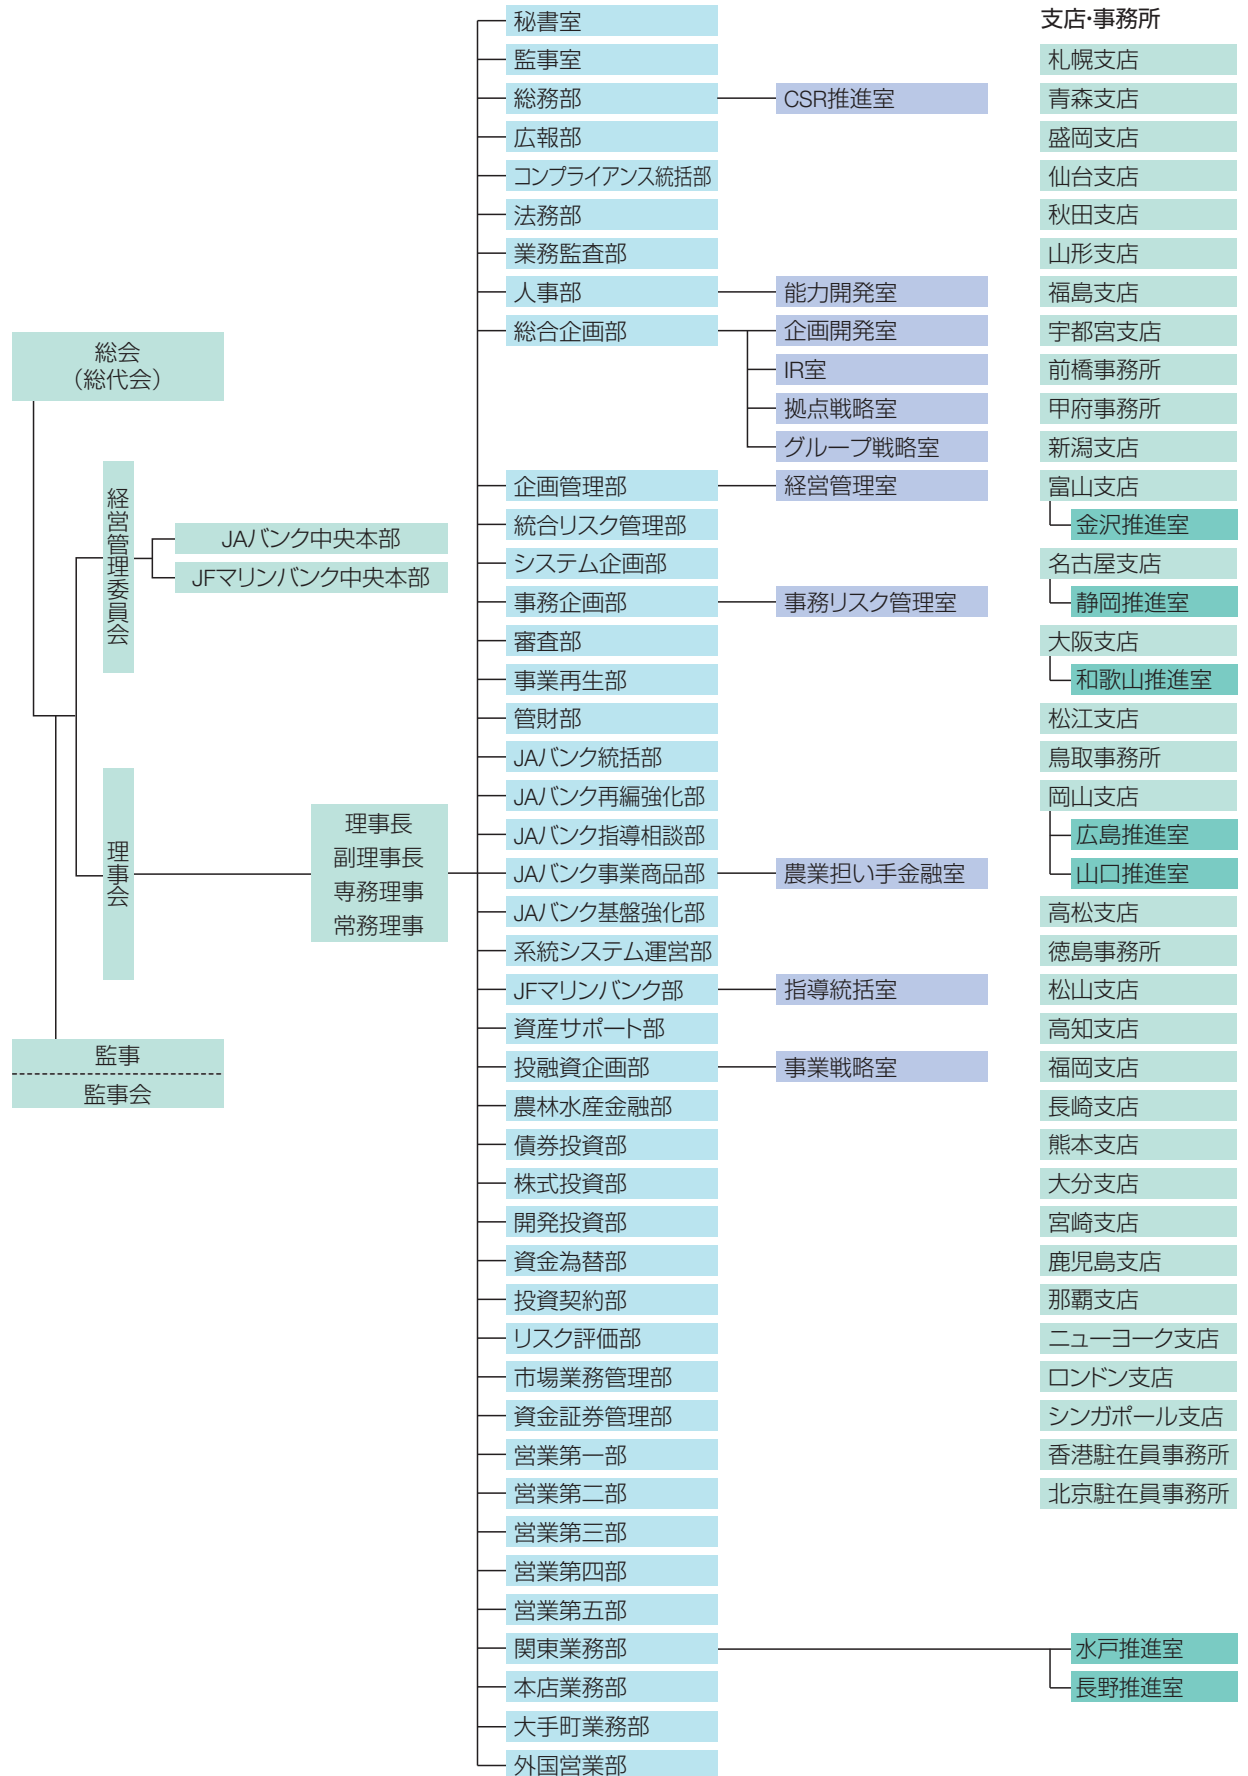 総会
（総代会）
経営管理委員会
JAバンク中央本部
JFマリンバンク中央本部
理事会
理事長
副理事長
専務理事
常務理事
監事
監事会
秘書室
監事室
総務部
CSR推進室
広報部
コンプライアンス統括部
法務部
業務監査部
人事部
能力開発室
総合企画部
企画開発室
IR室
拠点戦略室
グループ戦略室
企画管理部
経営管理室
統合リスク管理部
システム企画部
事務企画部
事務リスク管理室
審査部
事業再生部
管財部
JAバンク統括部
JAバンク再編強化部
JAバンク指導相談部
JAバンク事業商品部
農業担い手金融室
JAバンク基盤強化部
系統システム運営部
JFマリンバンク部
指導統括室
資産サポート部
投融資企画部
事業戦略室
農林水産金融部
債券投資部
株式投資部
開発投資部
資金為替部
投資契約部
リスク評価部
市場業務管理部
資金証券管理部
営業第一部
営業第二部
営業第三部
営業第四部
営業第五部
関東業務部
水戸推進室
長野推進室
本店業務部
大手町業務部
外国営業部
支店・事務所
札幌支店
青森支店
盛岡支店
仙台支店
秋田支店
山形支店
福島支店
宇都宮支店
前橋事務所
甲府事務所
新潟支店
富山支店
金沢推進室
名古屋支店
静岡推進室
大阪支店
和歌山推進室
松江支店
鳥取事務所
岡山支店
広島推進室
山口推進室
高松支店
徳島事務所
松山支店
高知支店
福岡支店
長崎支店
熊本支店
大分支店
宮崎支店
鹿児島支店
那覇支店
ニューヨーク支店
ロンドン支店
シンガポール支店
香港駐在員事務所
北京駐在員事務所